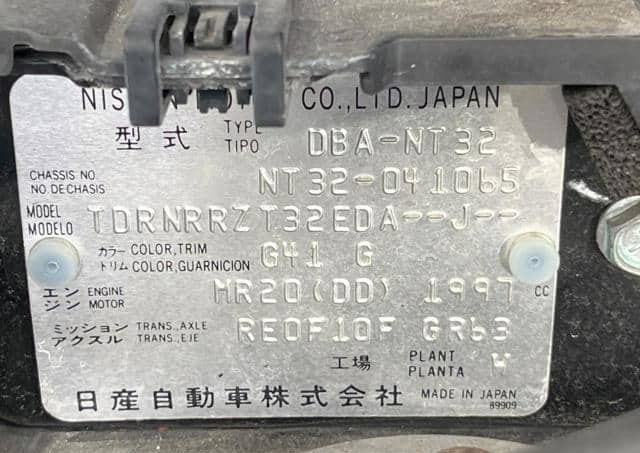 NISSAN MOTOR CO.,LTD. JAPAN
型式 TYPE TIPO DBA-NT32
CHASSIS NO. NO DE CHASIS NT32-041065
MODEL MODELO TDRNRRZT32EDA--J--
カラー COLOR,TRIM トリム COLOR,GUARNICION G41 G
エンジン ENGINE MOTOR MR20(DD) 1997 CC
ミッション TRANS.,AXLE アクスル TRANS.,EJE RE0F10F GR63
工場 PLANT PLANTA W
日産自動車株式会社 MADE IN JAPAN
89909